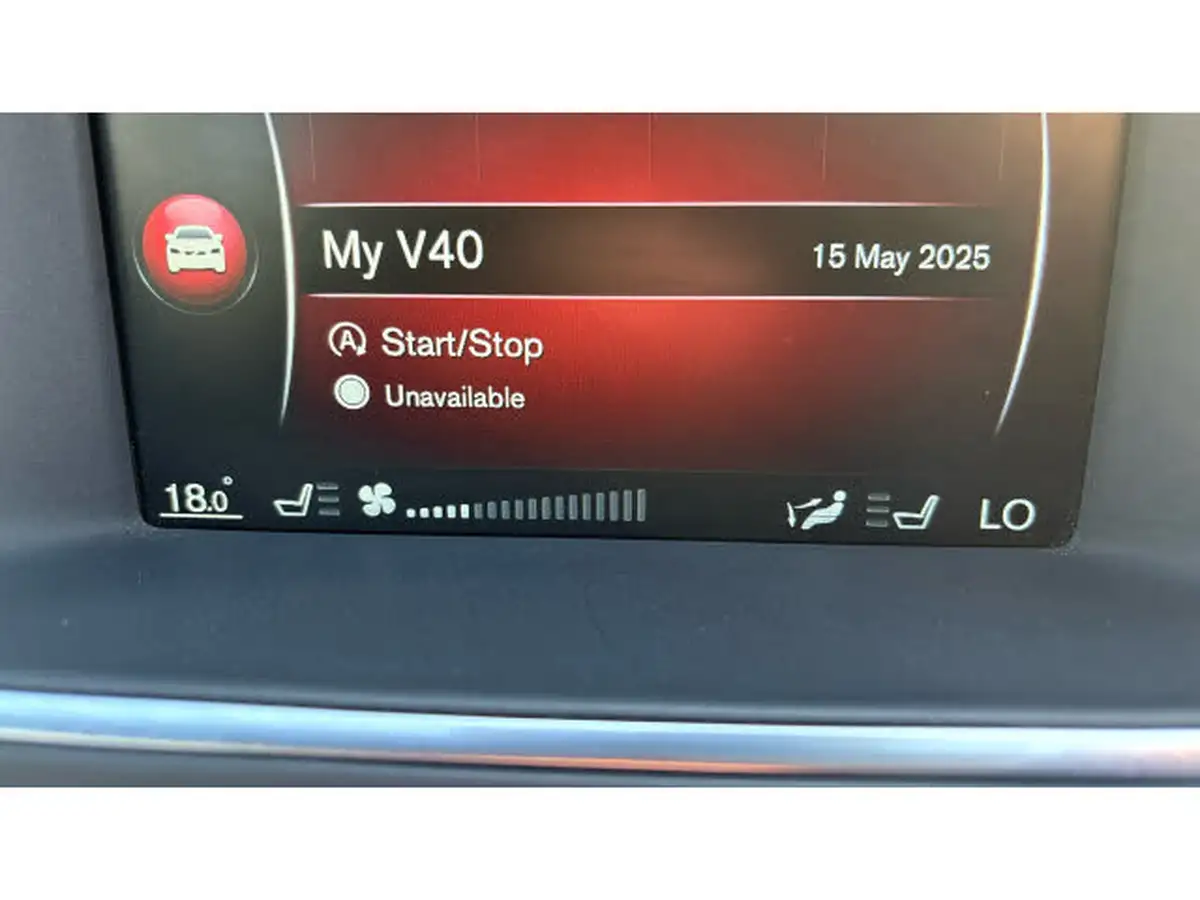 My V40 15 May 2025
A Start/Stop
Unavailable
18.0° LO